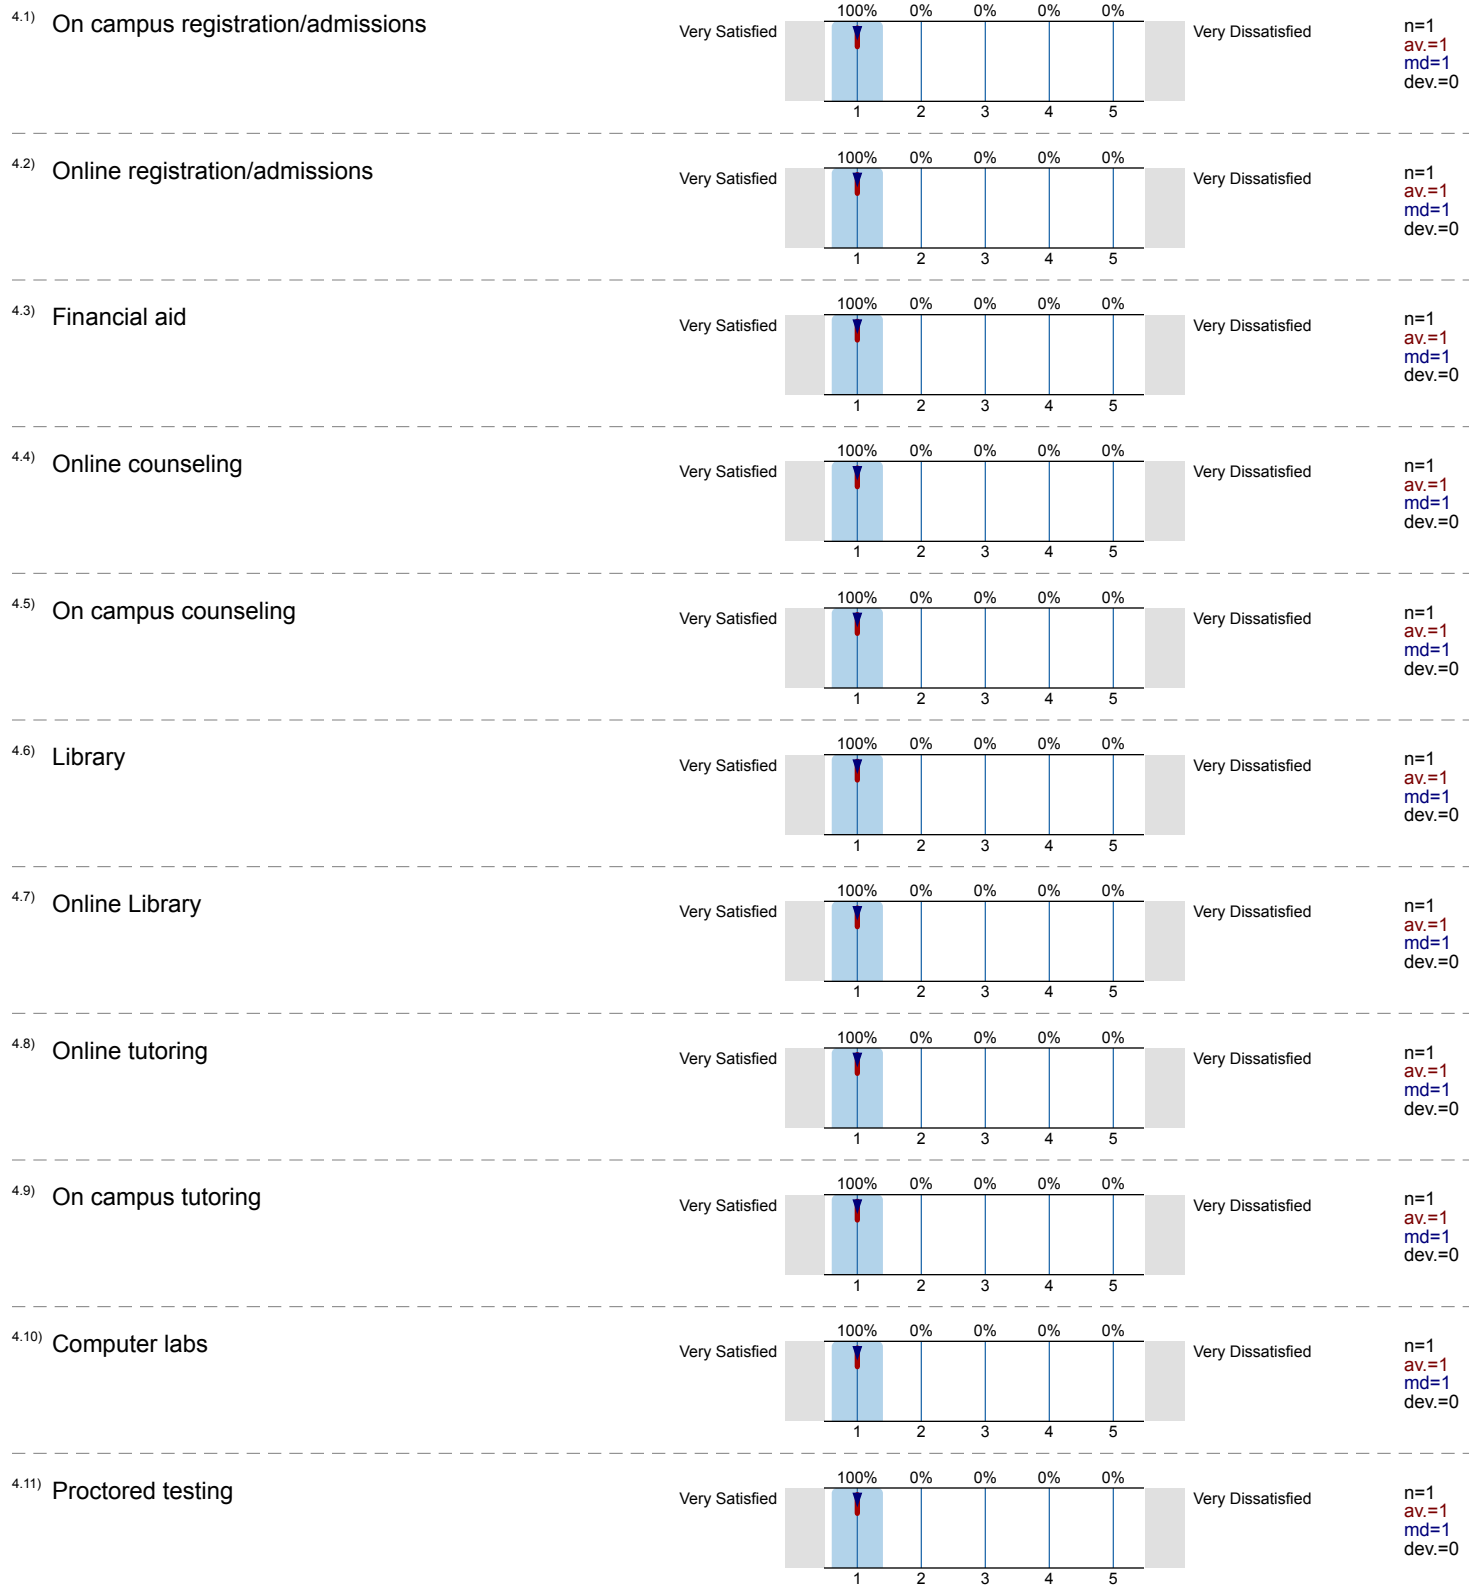 4.1) On campus registration/admissions
100% 0% 0% 0% 0%
Very Satisfied Very Dissatisfied n=1
av.=1
md=1
dev.=0
1 2 3 4 5
4.2) Online registration/admissions
100% 0% 0% 0% 0%
Very Satisfied Very Dissatisfied n=1
av.=1
md=1
dev.=0
1 2 3 4 5
4.3) Financial aid
100% 0% 0% 0% 0%
Very Satisfied Very Dissatisfied n=1
av.=1
md=1
dev.=0
1 2 3 4 5
4.4) Online counseling
100% 0% 0% 0% 0%
Very Satisfied Very Dissatisfied n=1
av.=1
md=1
dev.=0
1 2 3 4 5
4.5) On campus counseling
100% 0% 0% 0% 0%
Very Satisfied Very Dissatisfied n=1
av.=1
md=1
dev.=0
1 2 3 4 5
4.6) Library
100% 0% 0% 0% 0%
Very Satisfied Very Dissatisfied n=1
av.=1
md=1
dev.=0
1 2 3 4 5
4.7) Online Library
100% 0% 0% 0% 0%
Very Satisfied Very Dissatisfied n=1
av.=1
md=1
dev.=0
1 2 3 4 5
4.8) Online tutoring
100% 0% 0% 0% 0%
Very Satisfied Very Dissatisfied n=1
av.=1
md=1
dev.=0
1 2 3 4 5
4.9) On campus tutoring
100% 0% 0% 0% 0%
Very Satisfied Very Dissatisfied n=1
av.=1
md=1
dev.=0
1 2 3 4 5
4.10) Computer labs
100% 0% 0% 0% 0%
Very Satisfied Very Dissatisfied n=1
av.=1
md=1
dev.=0
1 2 3 4 5
4.11) Proctored testing
100% 0% 0% 0% 0%
Very Satisfied Very Dissatisfied n=1
av.=1
md=1
dev.=0
1 2 3 4 5